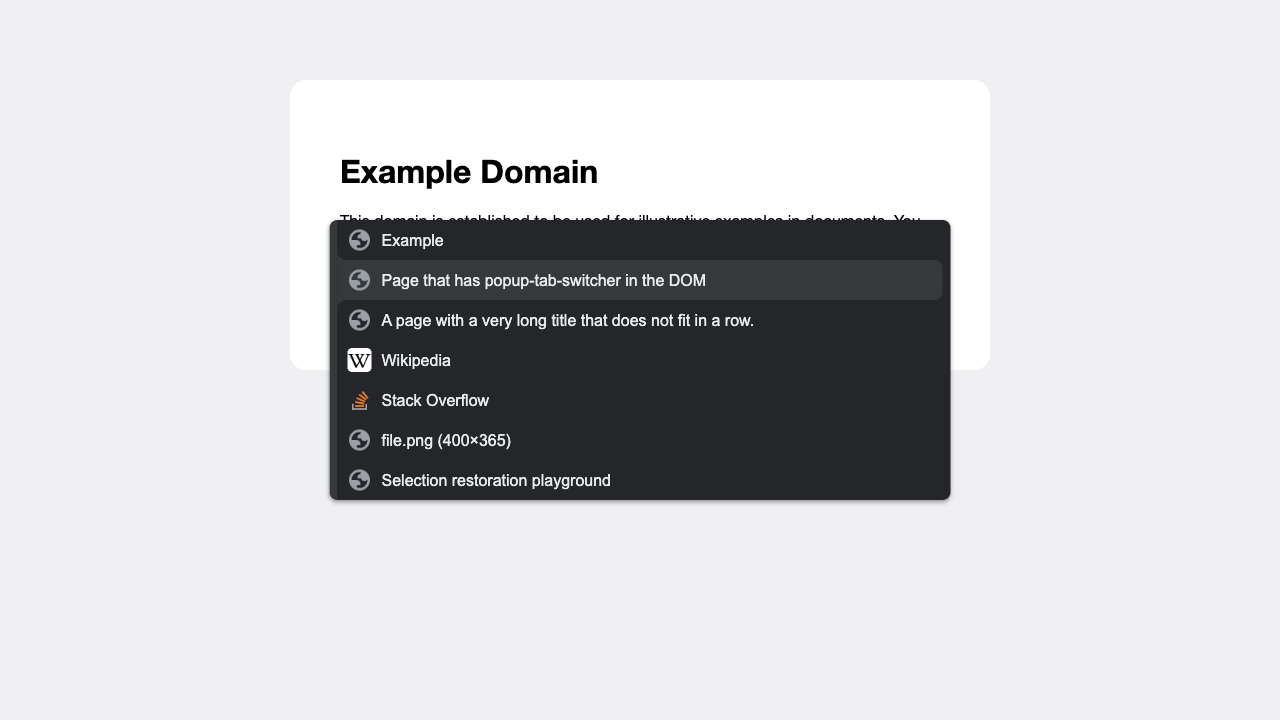 Example Domain
This domain is established to be used for illustrative examples in documents. You
Example
Page that has popup-tab-switcher in the DOM
A page with a very long title that does not fit in a row.
W Wikipedia
Stack Overflow
file.png (400×365)
Selection restoration playground